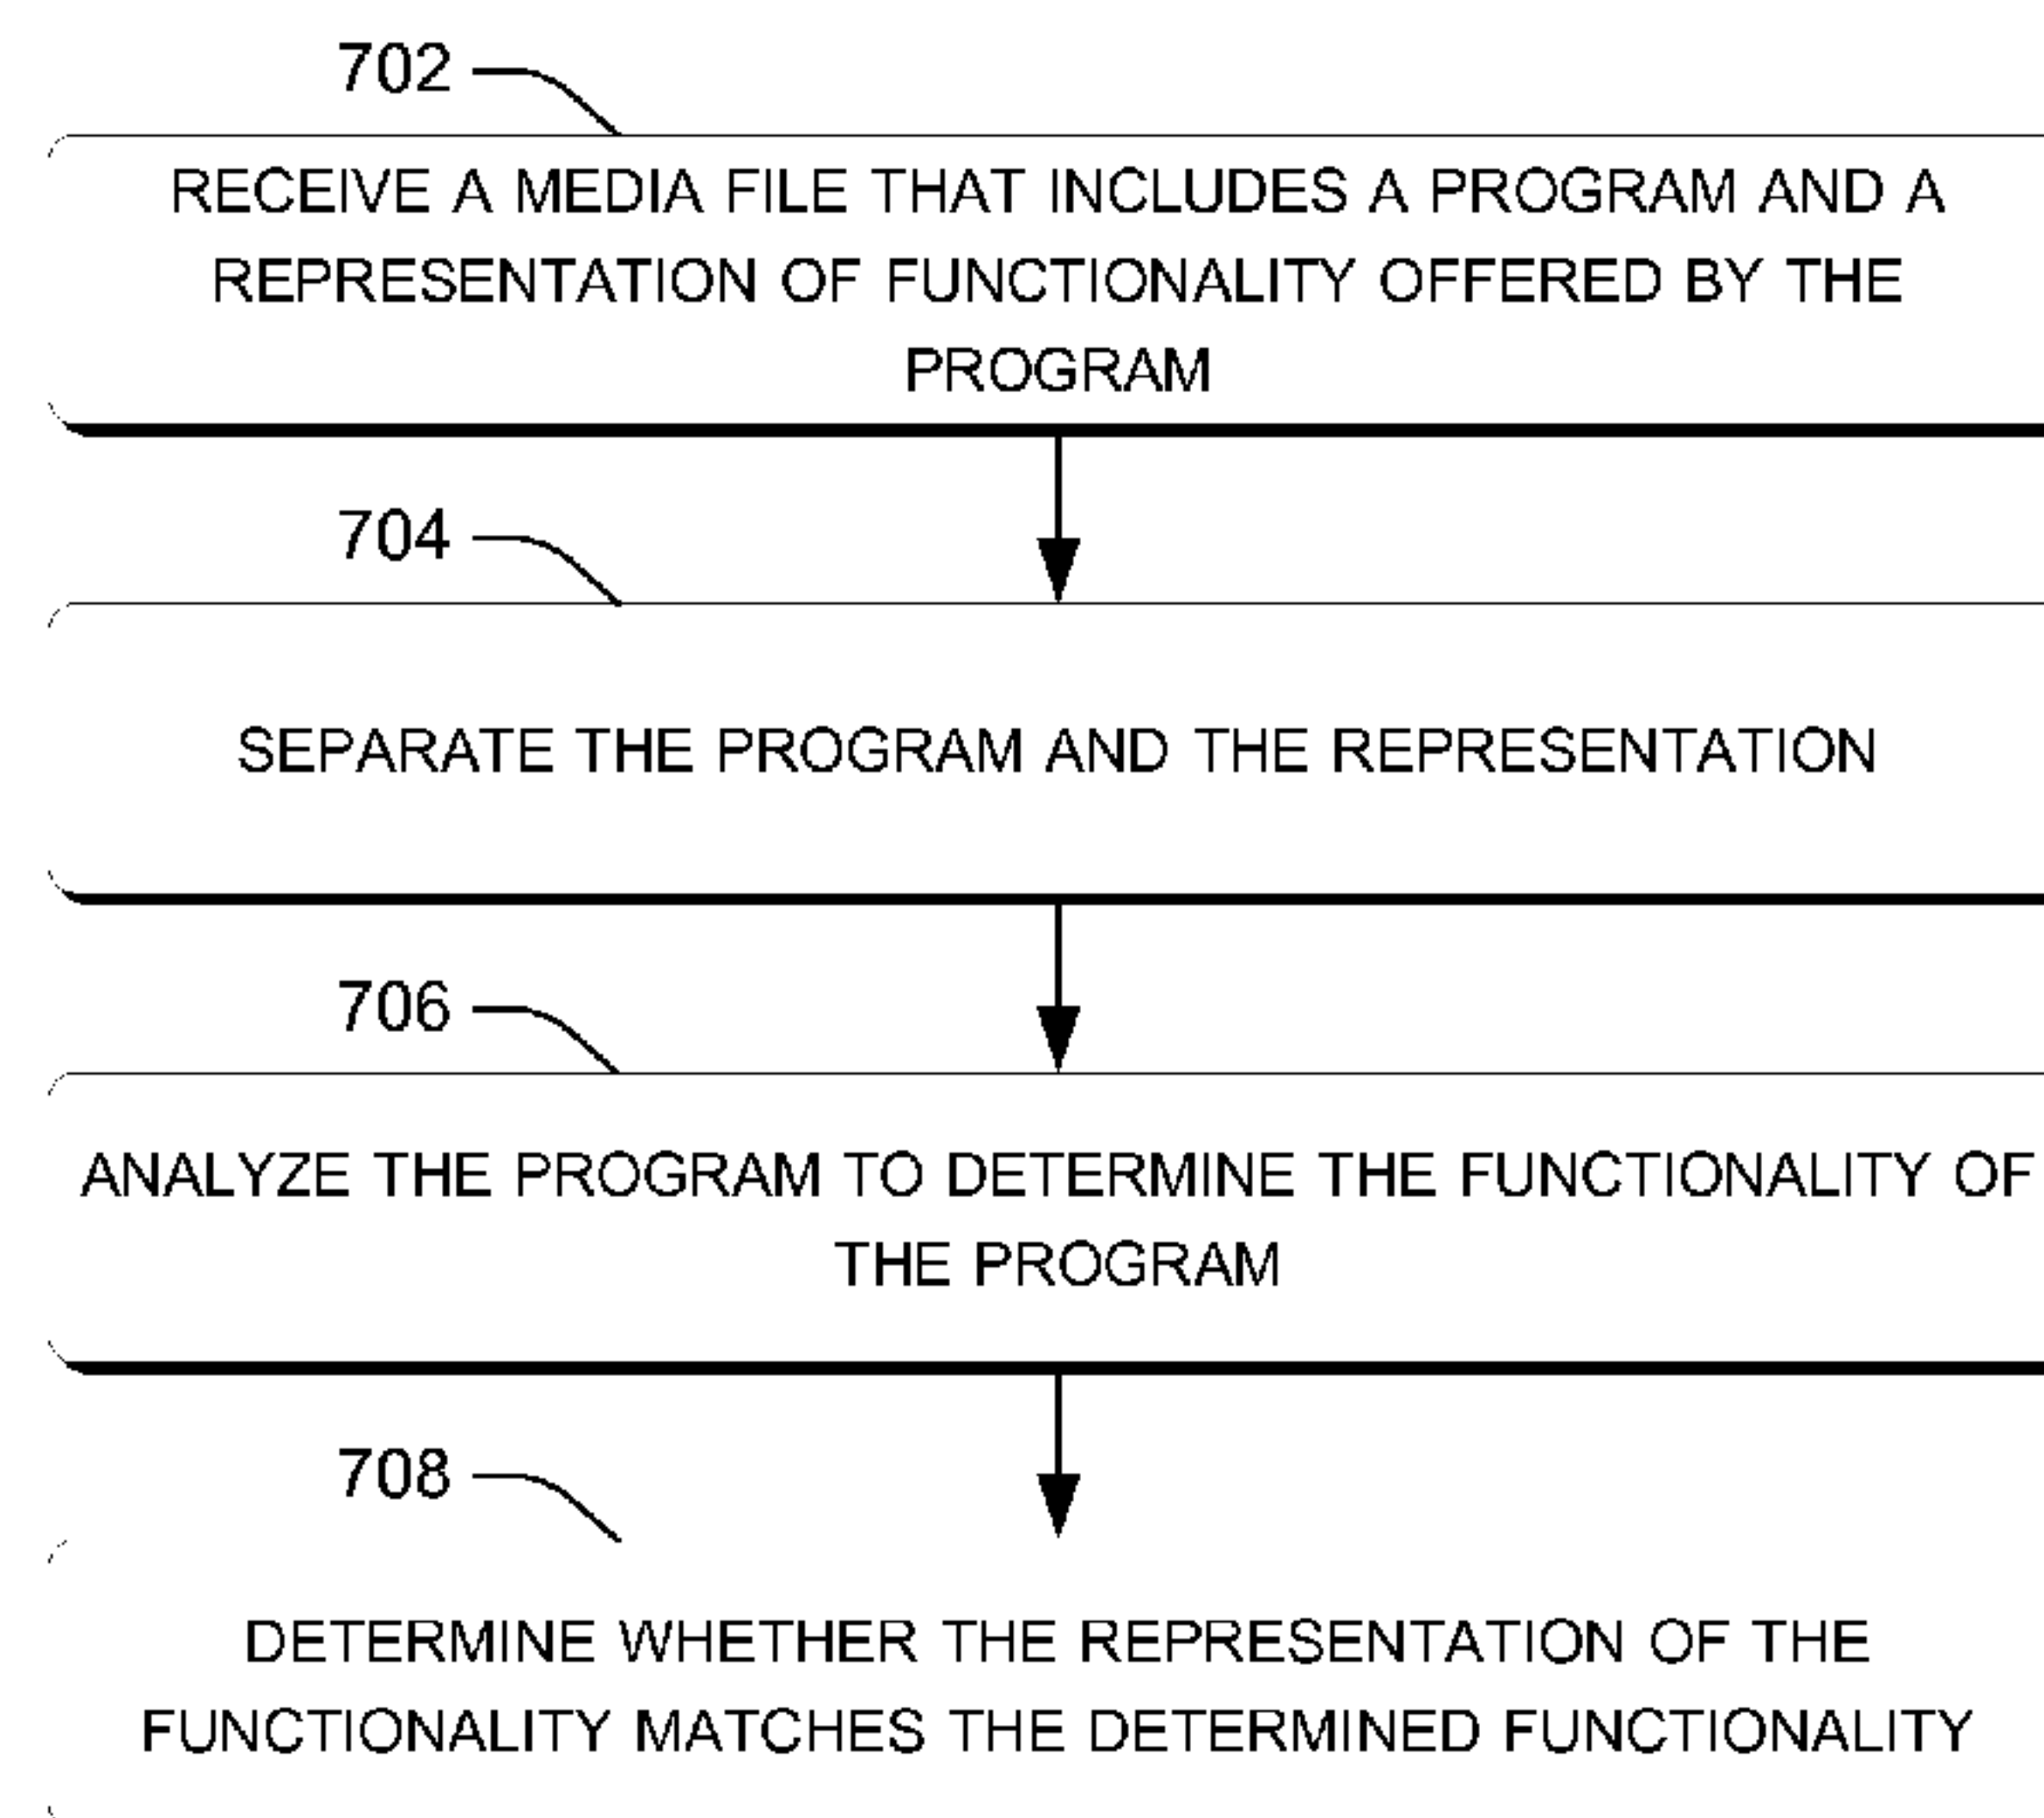 702
RECEIVE A MEDIA FILE THAT INCLUDES A PROGRAM AND A
REPRESENTATION OF FUNCTIONALITY OFFERED BY THE
PROGRAM
704
SEPARATE THE PROGRAM AND THE REPRESENTATION
706
ANALYZE THE PROGRAM TO DETERMINE THE FUNCTIONALITY OF
THE PROGRAM
708
DETERMINE WHETHER THE REPRESENTATION OF THE
FUNCTIONALITY MATCHES THE DETERMINED FUNCTIONALITY